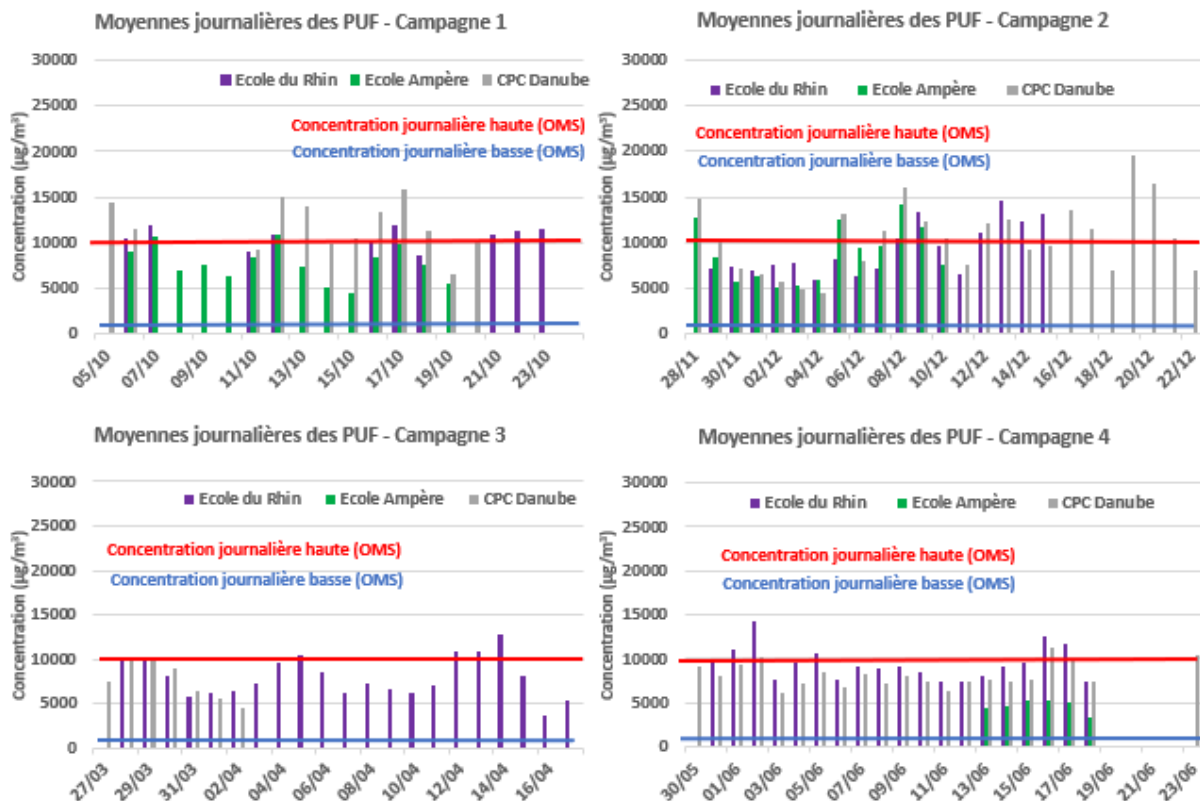 Moyennes journalières des PUF - Campagne 1
Concentration (µg/m³)
30000
25000
20000
15000
10000
5000
0
Ecole du Rhin
Ecole Ampère
CPC Danube
Concentration journalière haute (OMS)
Concentration journalière basse (OMS)
05/10
07/10
09/10
11/10
13/10
15/10
17/10
19/10
21/10
23/10
Moyennes journalières des PUF - Campagne 2
Concentration (µg/m³)
30000
25000
20000
15000
10000
5000
0
Ecole du Rhin
Ecole Ampère
CPC Danube
Concentration journalière haute (OMS)
Concentration journalière basse (OMS)
28/11
30/11
02/12
04/12
06/12
08/12
10/12
12/12
14/12
16/12
18/12
20/12
22/12
Moyennes journalières des PUF - Campagne 3
Concentration (µg/m³)
30000
25000
20000
15000
10000
5000
0
Ecole du Rhin
Ecole Ampère
CPC Danube
Concentration journalière haute (OMS)
Concentration journalière basse (OMS)
27/03
29/03
31/03
02/04
04/04
06/04
08/04
10/04
12/04
14/04
16/04
Moyennes journalières des PUF - Campagne 4
Concentration (µg/m³)
30000
25000
20000
15000
10000
5000
0
Ecole du Rhin
Ecole Ampère
CPC Danube
Concentration journalière haute (OMS)
Concentration journalière basse (OMS)
30/05
01/06
03/06
05/06
07/06
09/06
11/06
13/06
15/06
17/06
19/06
21/06
23/06